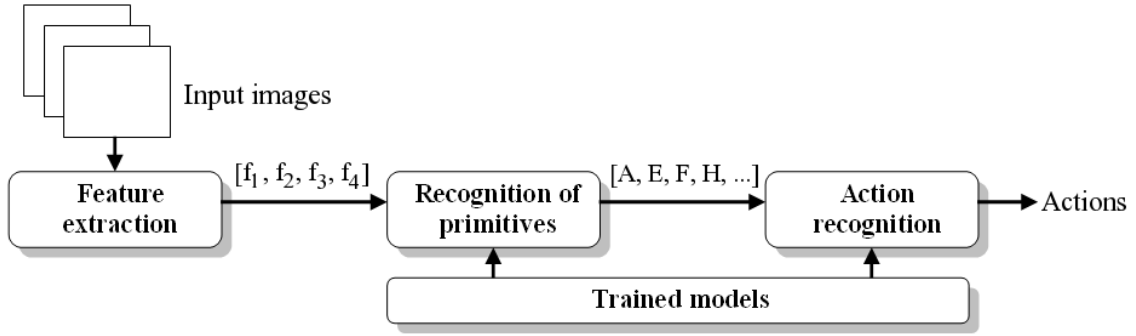 Input images
[f₁, f₂, f₃, f₄]
[A, E, F, H, ...]
Feature
extraction
Recognition of
primitives
Action
recognition
Actions
Trained models